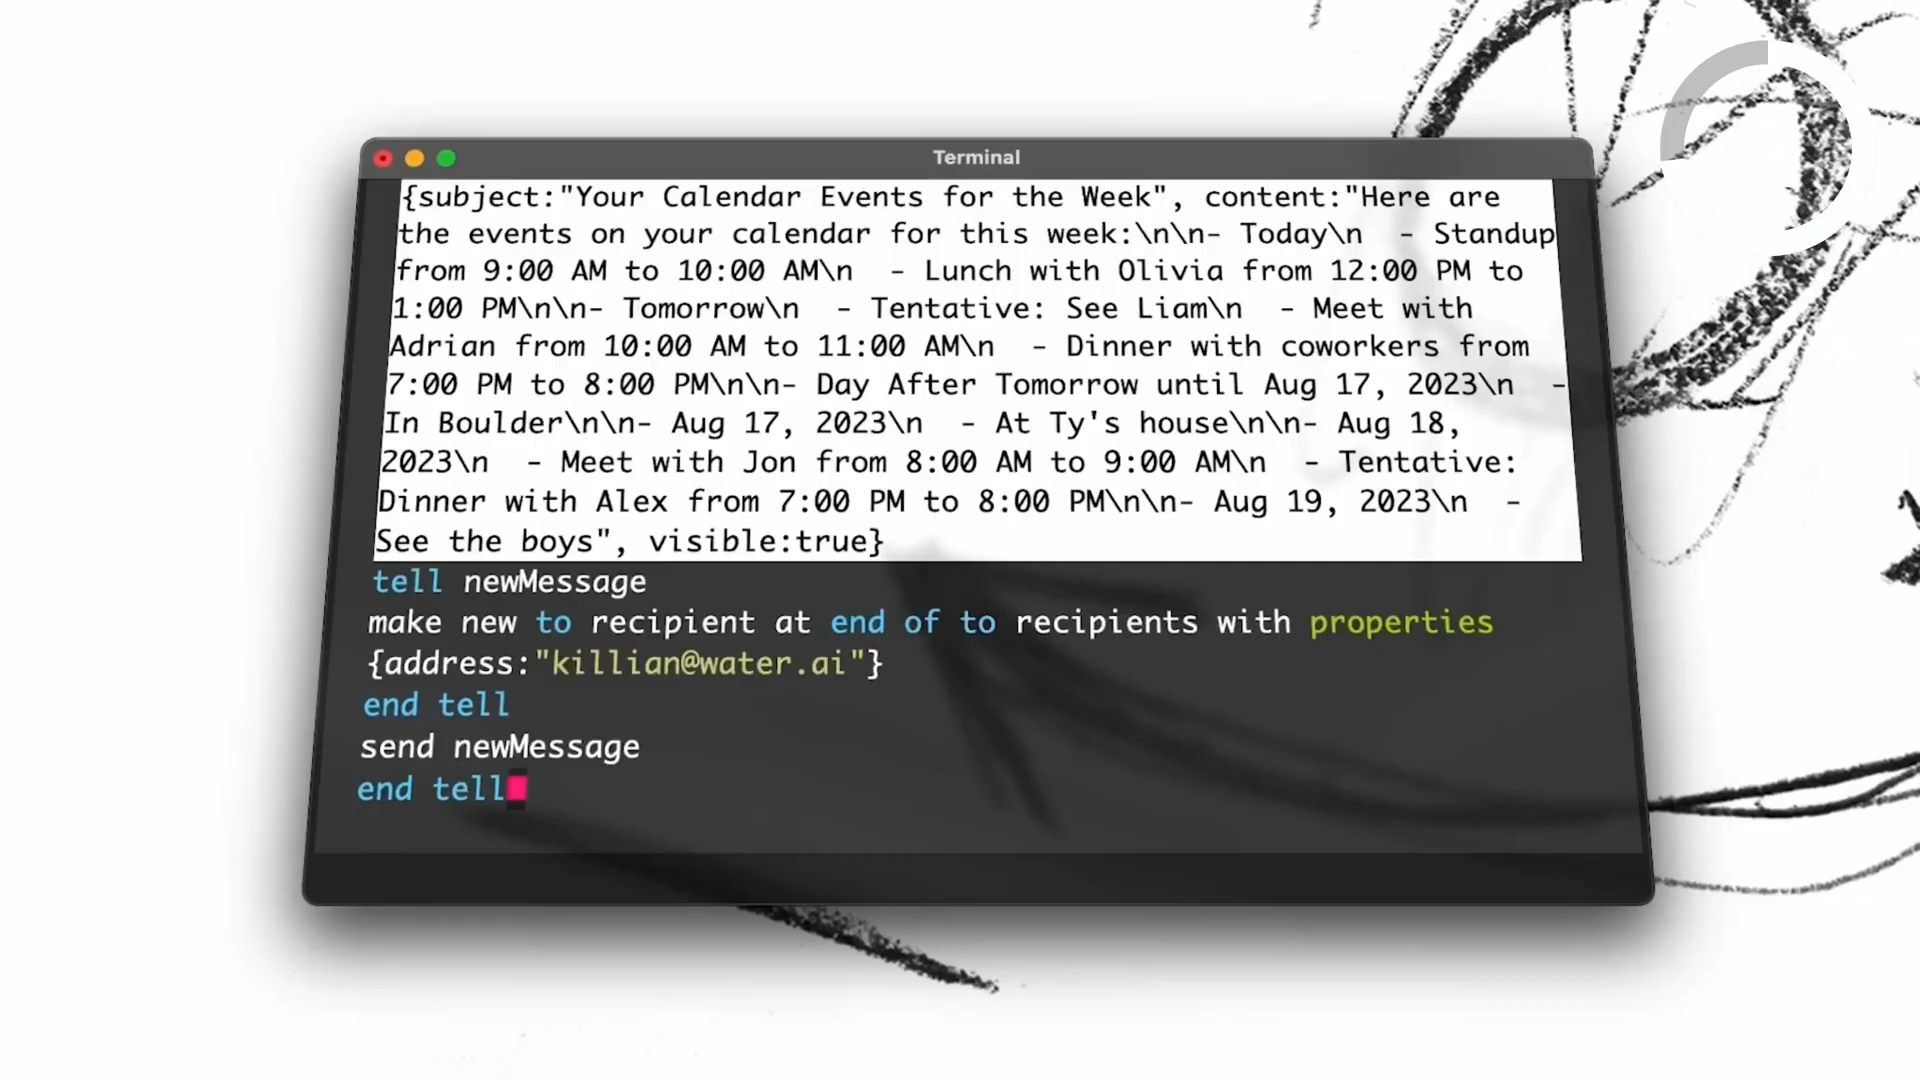 Terminal
{subject:"Your Calendar Events for the Week", content:"Here are
the events on your calendar for this week:\n\n- Today\n  - Standup
from 9:00 AM to 10:00 AM\n  - Lunch with Olivia from 12:00 PM to
1:00 PM\n\n- Tomorrow\n  - Tentative: See Liam\n  - Meet with
Adrian from 10:00 AM to 11:00 AM\n  - Dinner with coworkers from
7:00 PM to 8:00 PM\n\n- Day After Tomorrow until Aug 17, 2023\n  -
In Boulder\n\n- Aug 17, 2023\n  - At Ty's house\n\n- Aug 18,
2023\n  - Meet with Jon from 8:00 AM to 9:00 AM\n  - Tentative:
Dinner with Alex from 7:00 PM to 8:00 PM\n\n- Aug 19, 2023\n  -
See the boys", visible:true}
tell newMessage
make new to recipient at end of to recipients with properties
{address:"killian@water.ai"}
end tell
send newMessage
end tell